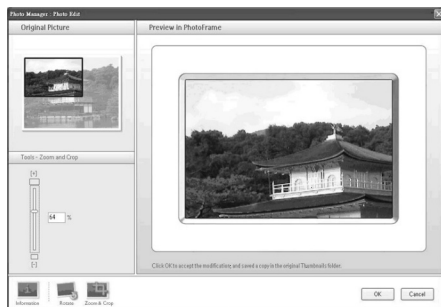 Photo Manager : Photo Edit
Original Picture
Preview in PhotoFrame
Tools - Zoom and Crop
[+]
64 %
[-]
Click OK to accept the modification, and saved a copy in the original Thumbnails folder.
Information
Rotate
Zoom & Crop
OK
Cancel